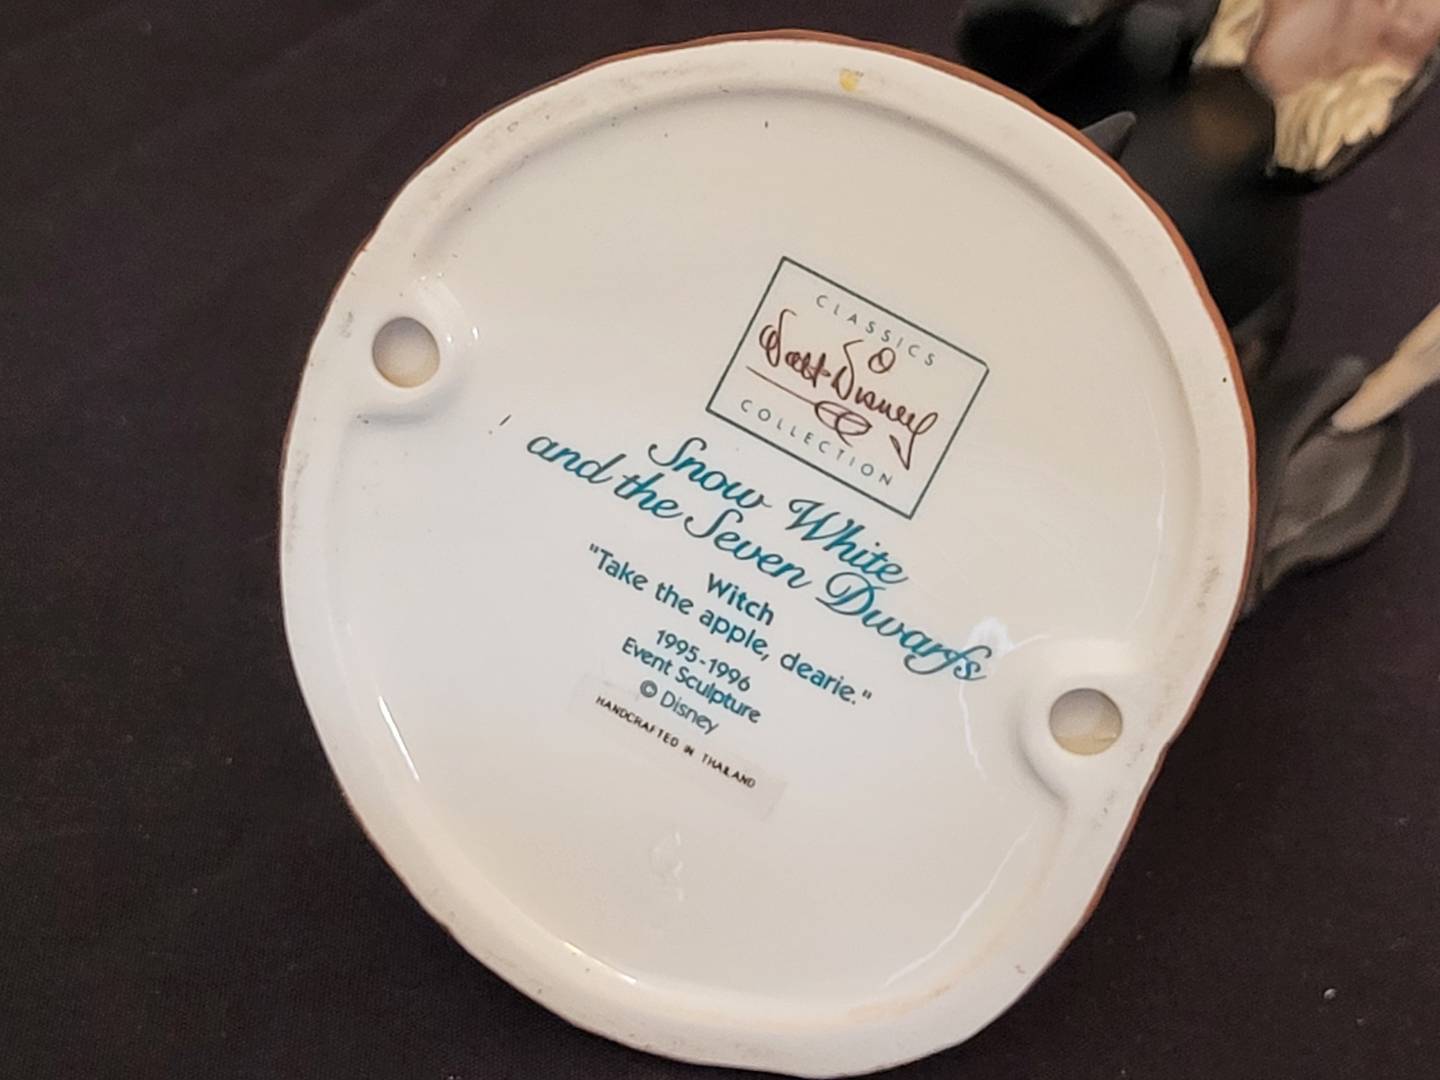 CLASSICS
Walt Disney
COLLECTION
Snow White
and the Seven Dwarfs
Witch
"Take the apple, dearie."
1995-1996
Event Sculpture
© Disney
HANDCRAFTED IN THAILAND